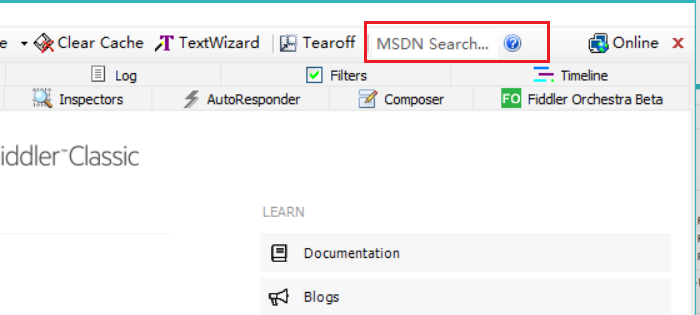 e Clear Cache TextWizard Tearoff MSDN Search... ? Online x
Log Filters Timeline
Inspectors AutoResponder Composer FO Fiddler Orchestra Beta
iddler™Classic
LEARN
Documentation
Blogs